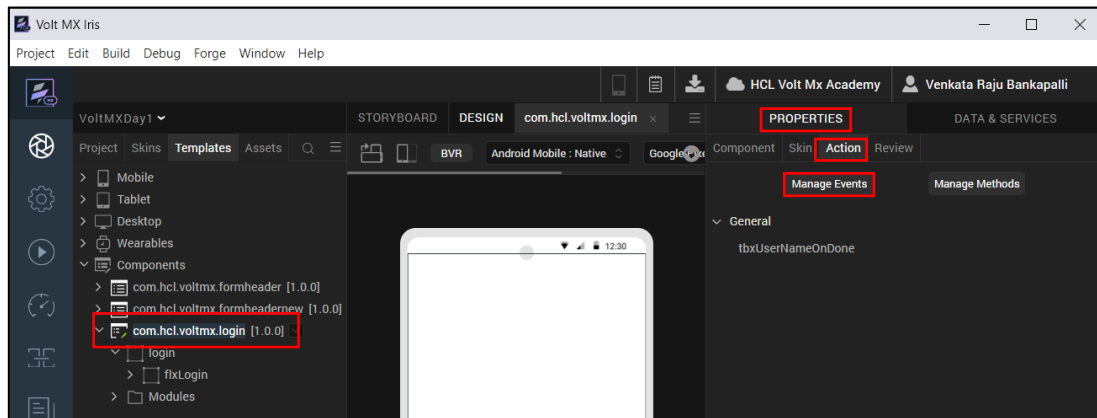 Volt MX Iris
Project Edit Build Debug Forge Window Help
HCL Volt Mx Academy
Venkata Raju Bankapalli
VoltMXDay1
STORYBOARD DESIGN com.hcl.voltmx.login ×
PROPERTIES DATA & SERVICES
Project Skins Templates Assets
BVR Android Mobile : Native
Component Skin Action Review
Mobile
Tablet
Desktop
Wearables
Components
com.hcl.voltmx.formheader [1.0.0]
com.hcl.voltmx.formheadernew [1.0.0]
com.hcl.voltmx.login [1.0.0]
login
flxLogin
Modules
12:30
Manage Events Manage Methods
General
tbxUserNameOnDone